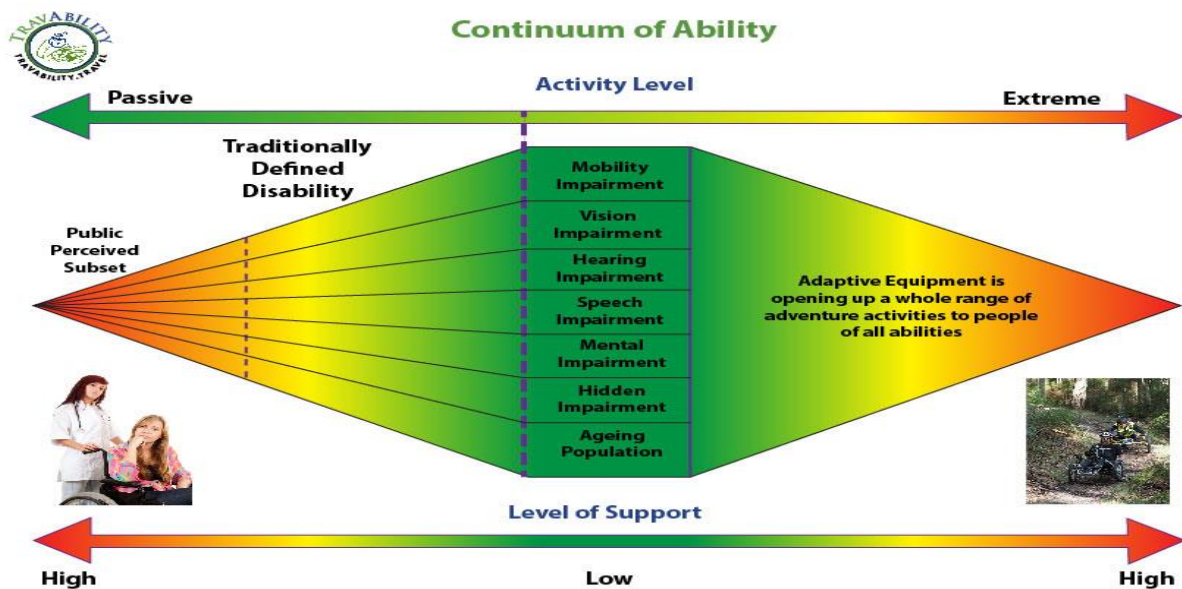 TRAVABILITY
TRAVABILITY.TRAVEL
Continuum of Ability
Activity Level
Passive
Extreme
Traditionally
Defined
Disability
Public
Perceived
Subset
Mobility
Impairment
Vision
Impairment
Hearing
Impairment
Speech
Impairment
Mental
Impairment
Hidden
Impairment
Ageing
Population
Adaptive Equipment is
opening up a whole range of
adventure activities to people
of all abilities
Level of Support
High
Low
High